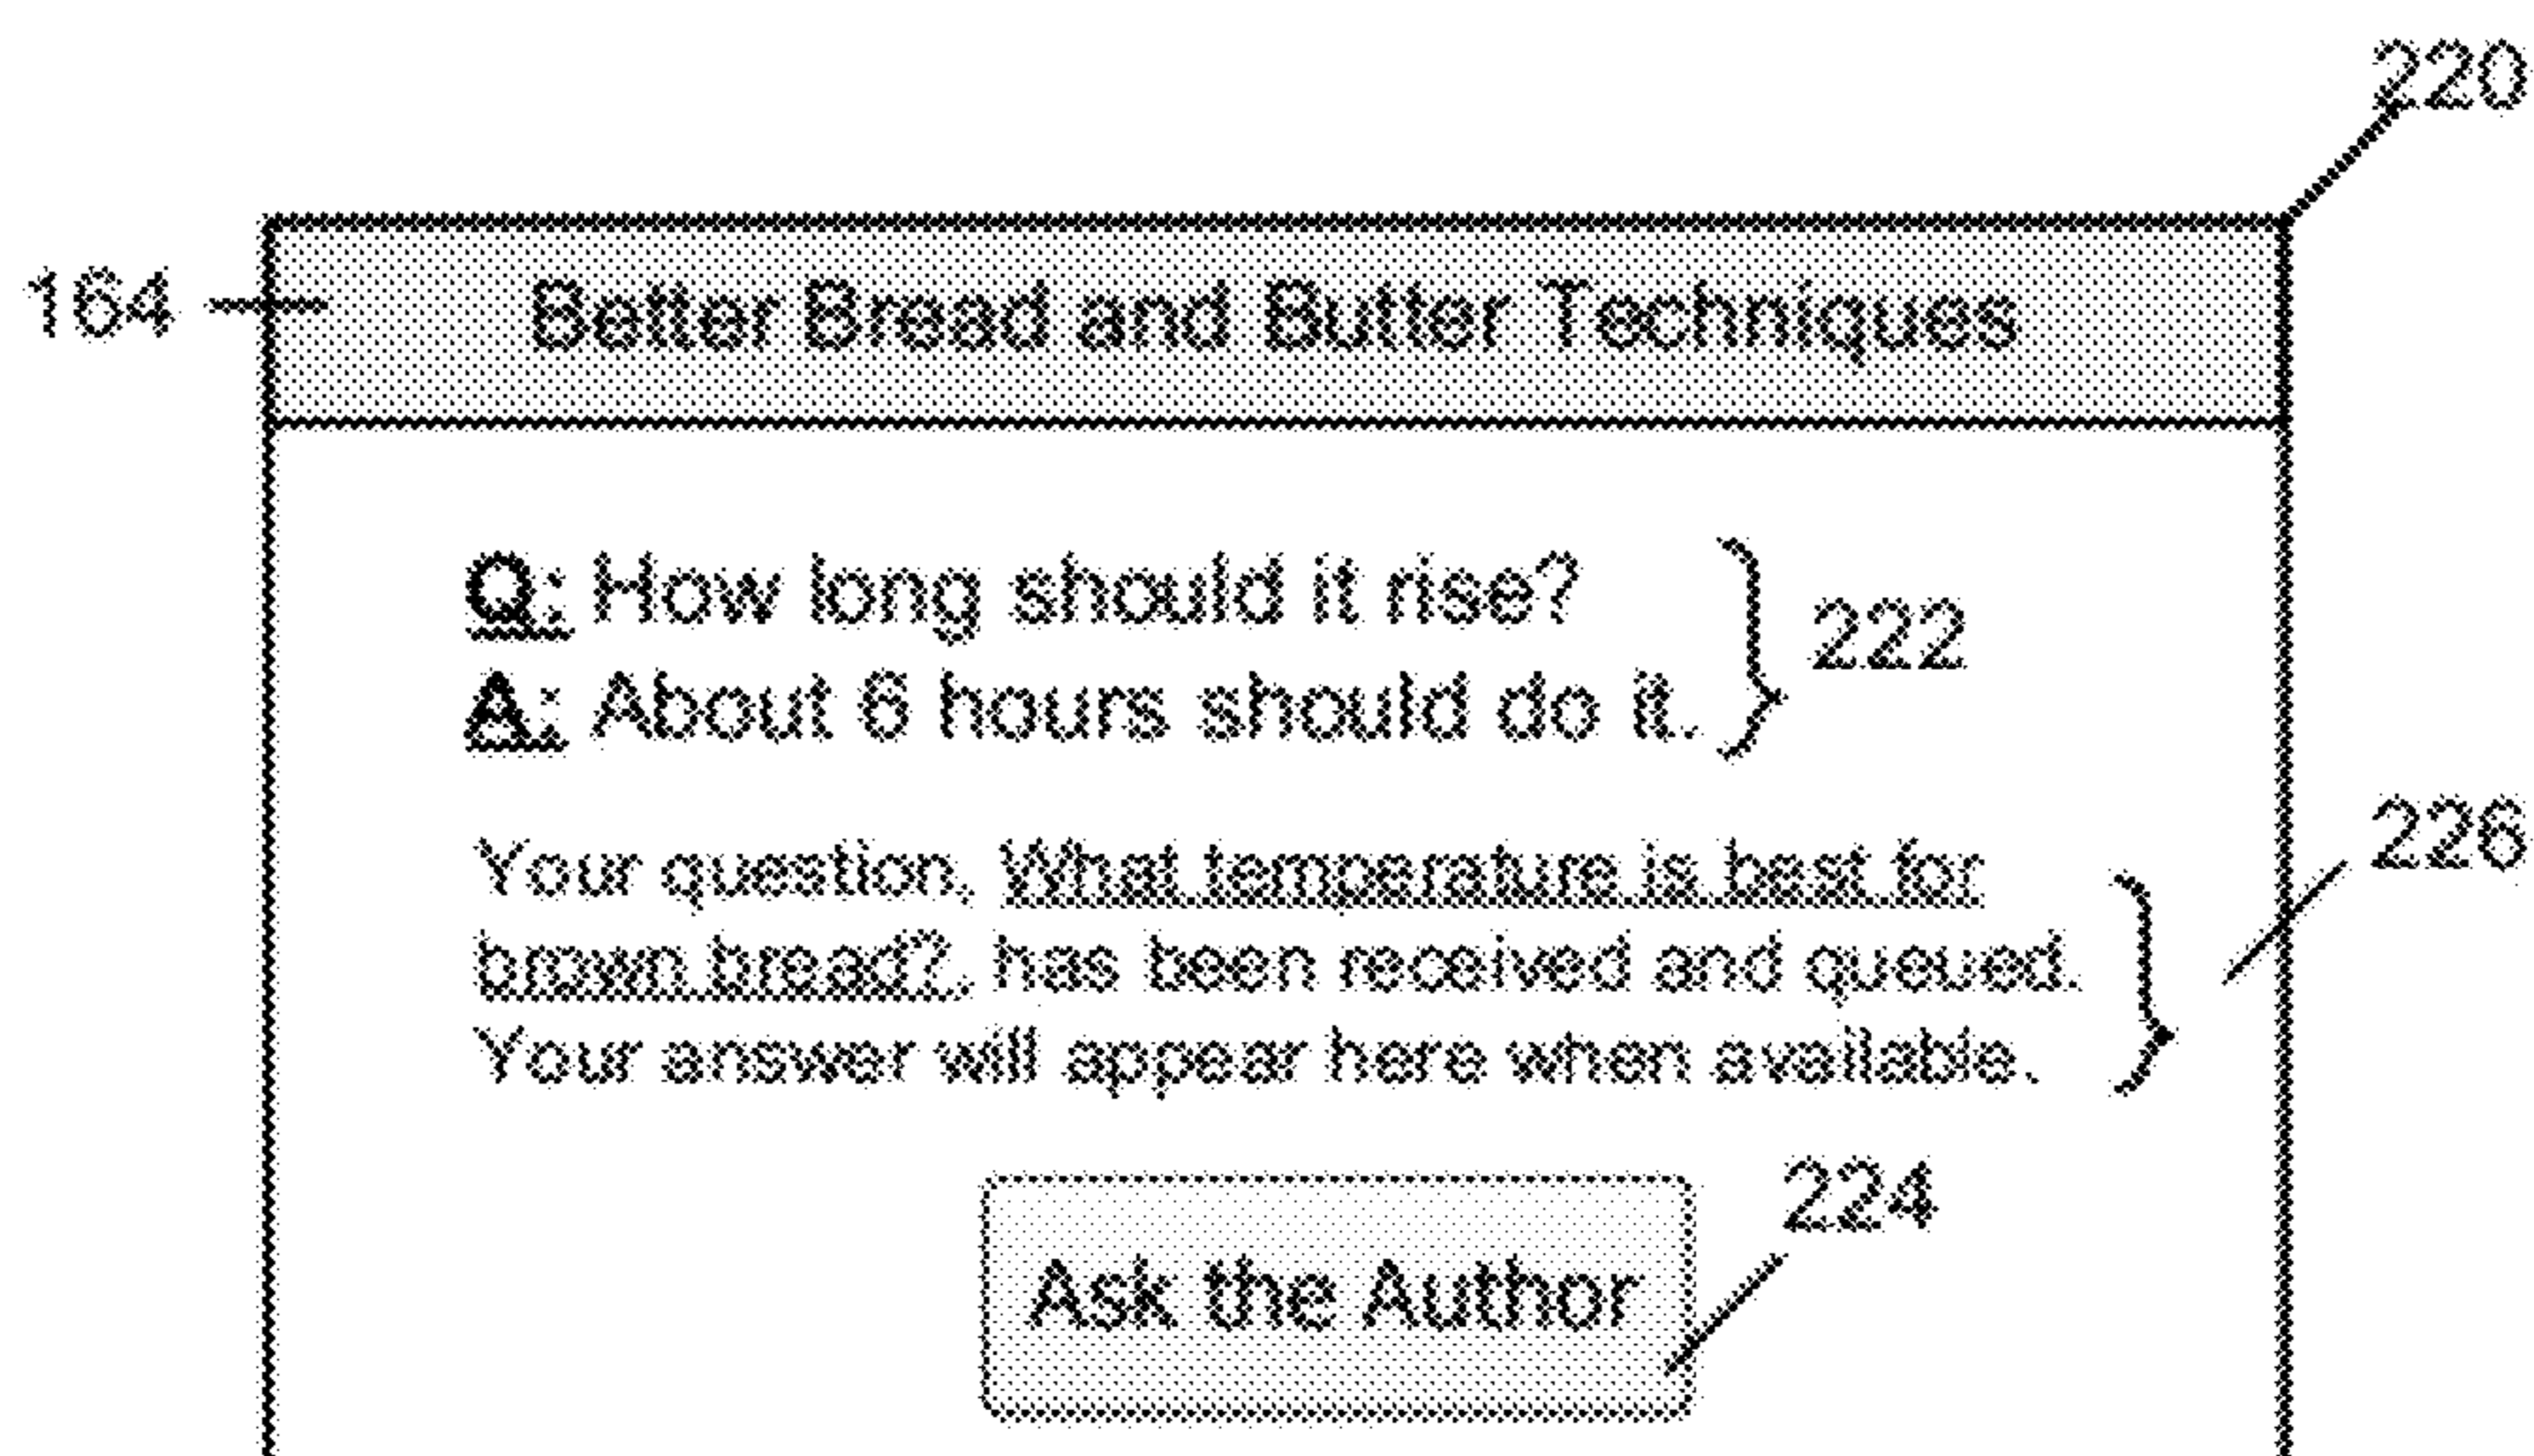 220
164
Better Bread and Butter Techniques
Q: How long should it rise?
222
A: About 6 hours should do it.
226
Your question, What temperature is best for
brown bread?, has been received and queued.
Your answer will appear here when available.
224
Ask the Author